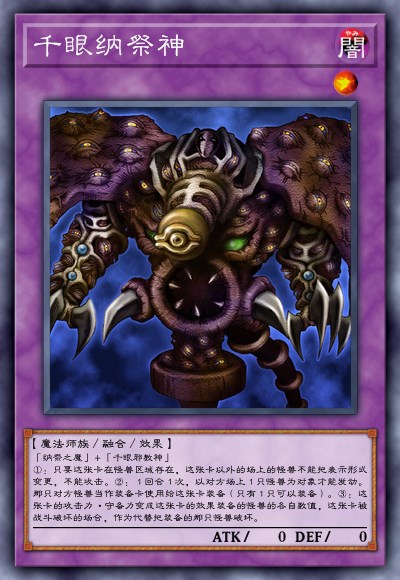 千眼纳祭神
やみ
闇
【魔法师族／融合／效果】
「纳祭之魔」+「千眼邪教神」
①：只要这张卡在怪兽区域存在，这张卡以外的场上的怪兽不能把表示形式
变更，不能攻击。②：1回合1次，以对方场上1只怪兽为对象才能发动。
那只对方怪兽当作装备卡使用给这张卡装备（只有1只可以装备）。③：这
张卡的攻击力·守备力变成这张卡的效果装备的怪兽的各自数值，这张卡被
战斗破坏的场合，作为代替把装备的那只怪兽破坏。
ATK/ 0 DEF/ 0